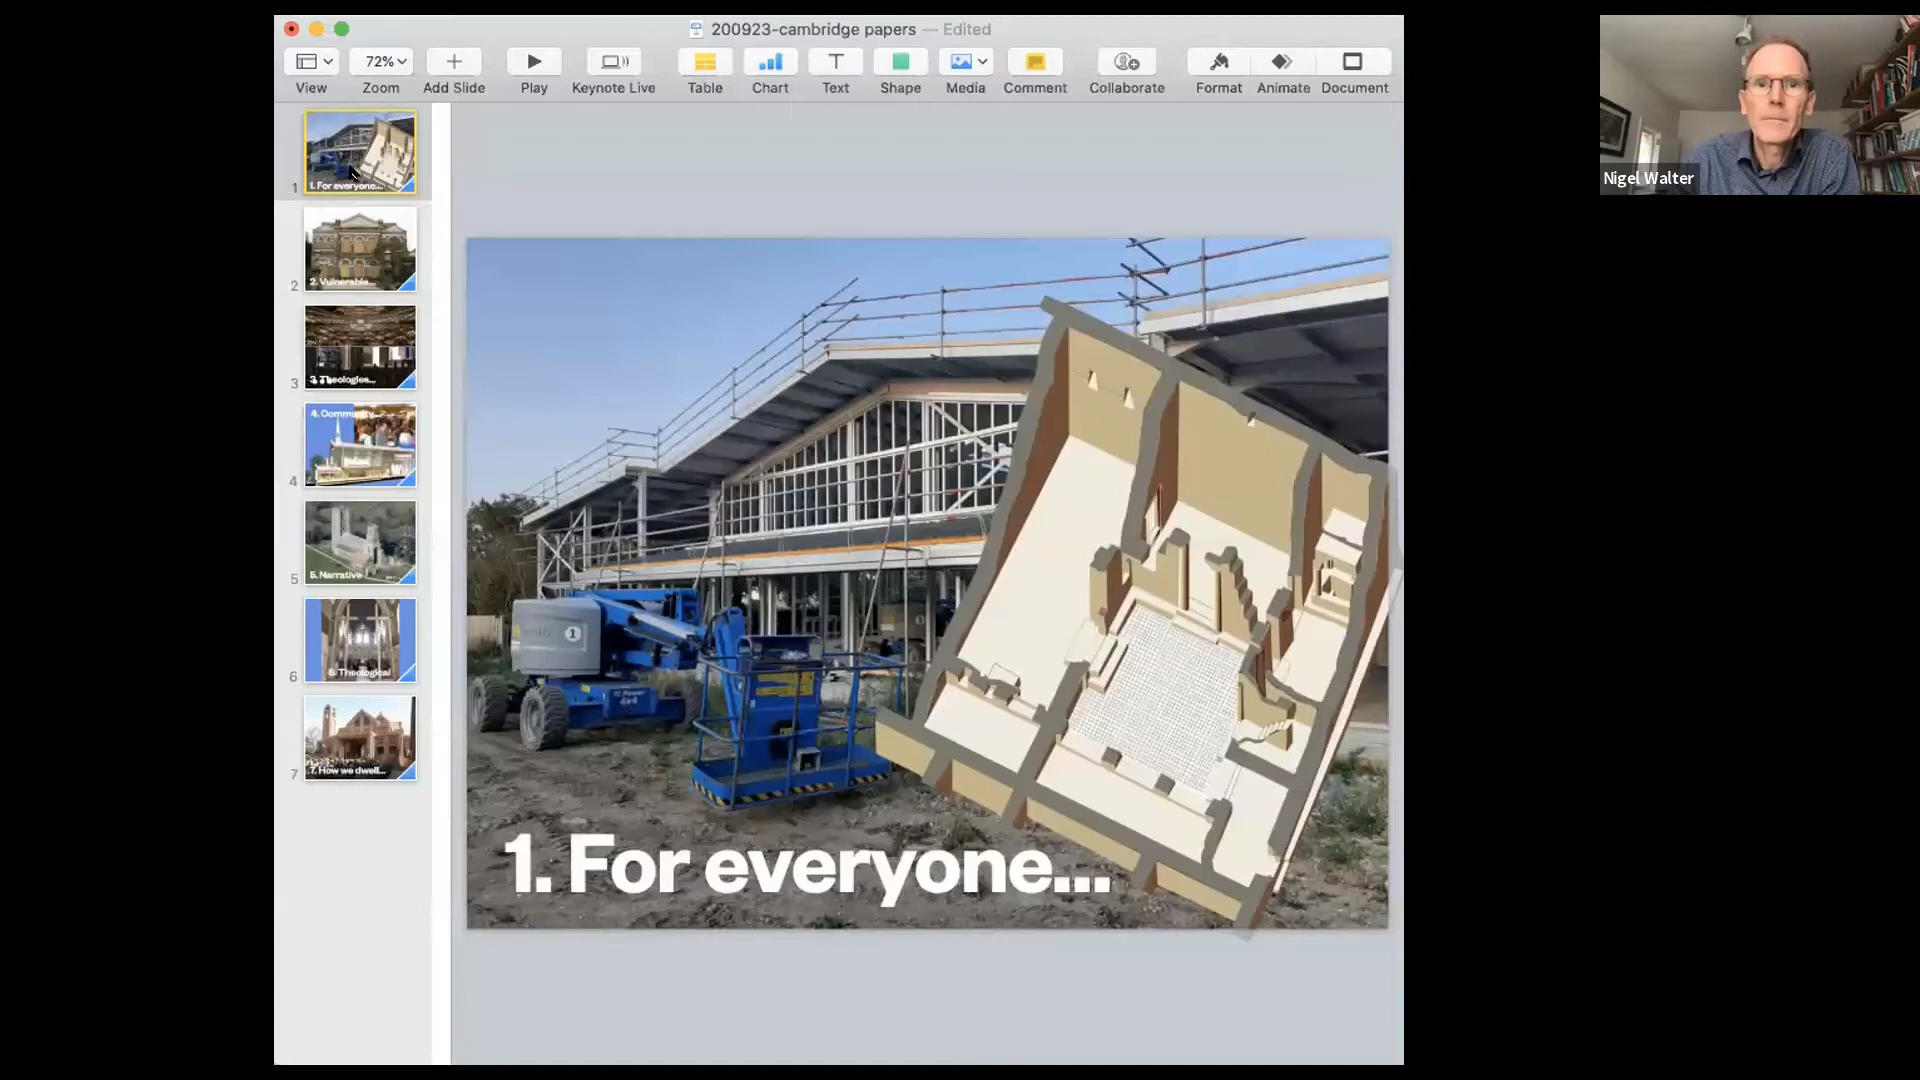 200923-cambridge papers — Edited
72%
View Zoom Add Slide Play Keynote Live Table Chart Text Shape Media Comment Collaborate Format Animate Document
1. For everyone...
1
2. Vulnerable...
2
3. Theologies...
3
4. Community...
4
5. Narrative
5
6. Theological
6
7. How we dwell...
7
1. For everyone...
Nigel Walter